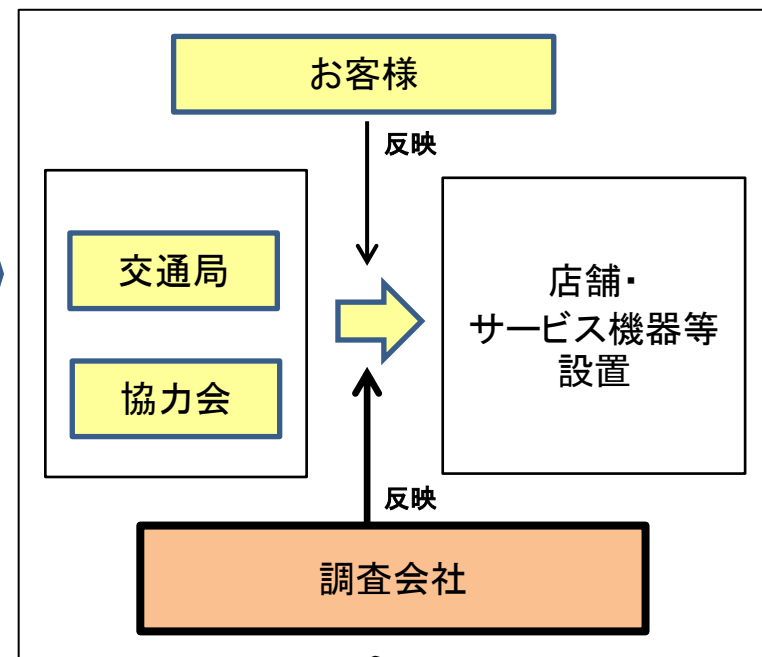 お客様
反映
交通局
協力会
店舗・
サービス機器等
設置
反映
調査会社